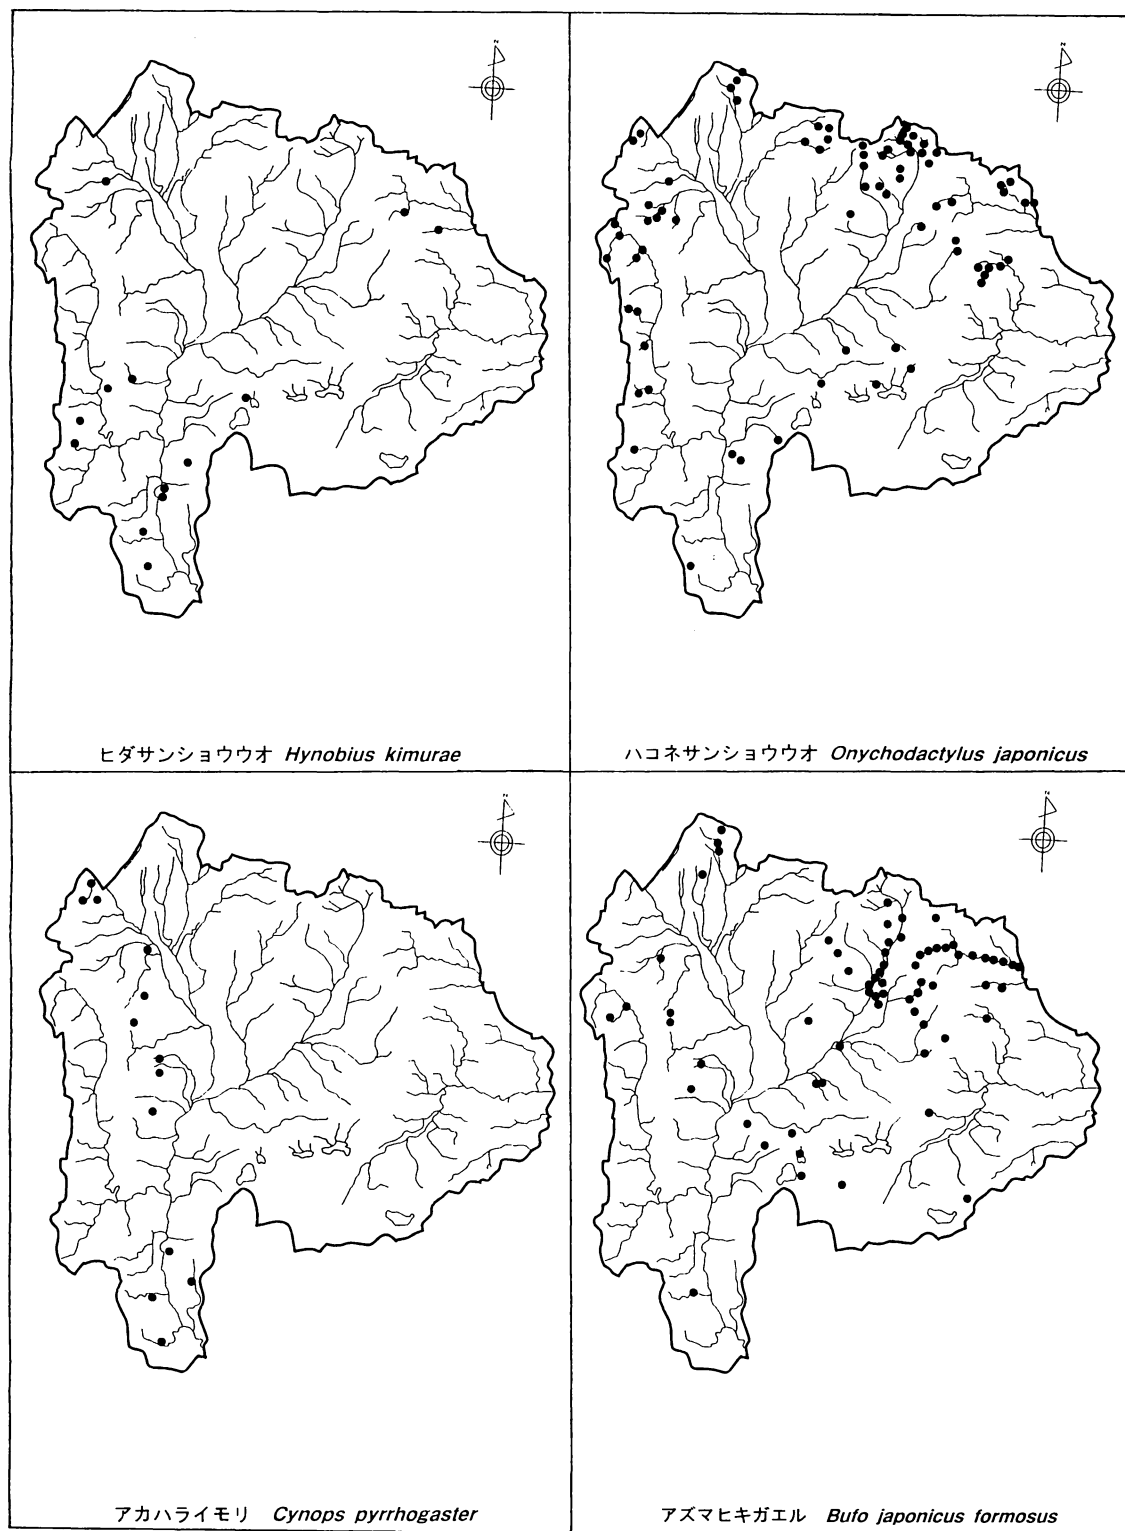 N
N
ヒダサンショウウオ Hynobius kimurae
ハコネサンショウウオ Onychodactylus japonicus
N
N
アカハライモリ Cynops pyrrhogaster
アズマヒキガエル Bufo japonicus formosus